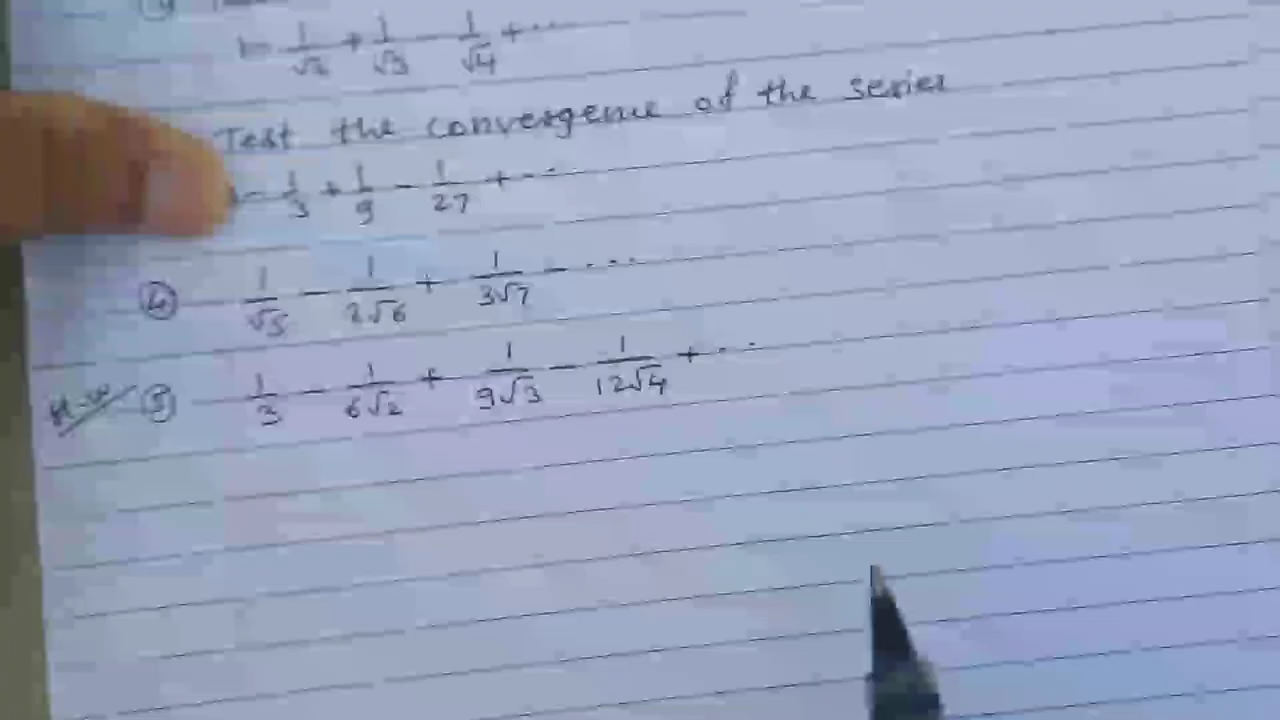 1 - 1/√2 + 1/√3 - 1/√4 + ...
Test the convergence of the series
- 1/3 + 1/9 - 1/27 + ...
④ 1/√5 - 1/2√6 + 1/3√7 - ...
H.W ⑤ 1/3 - 1/6√2 + 1/9√3 - 1/12√4 + ...